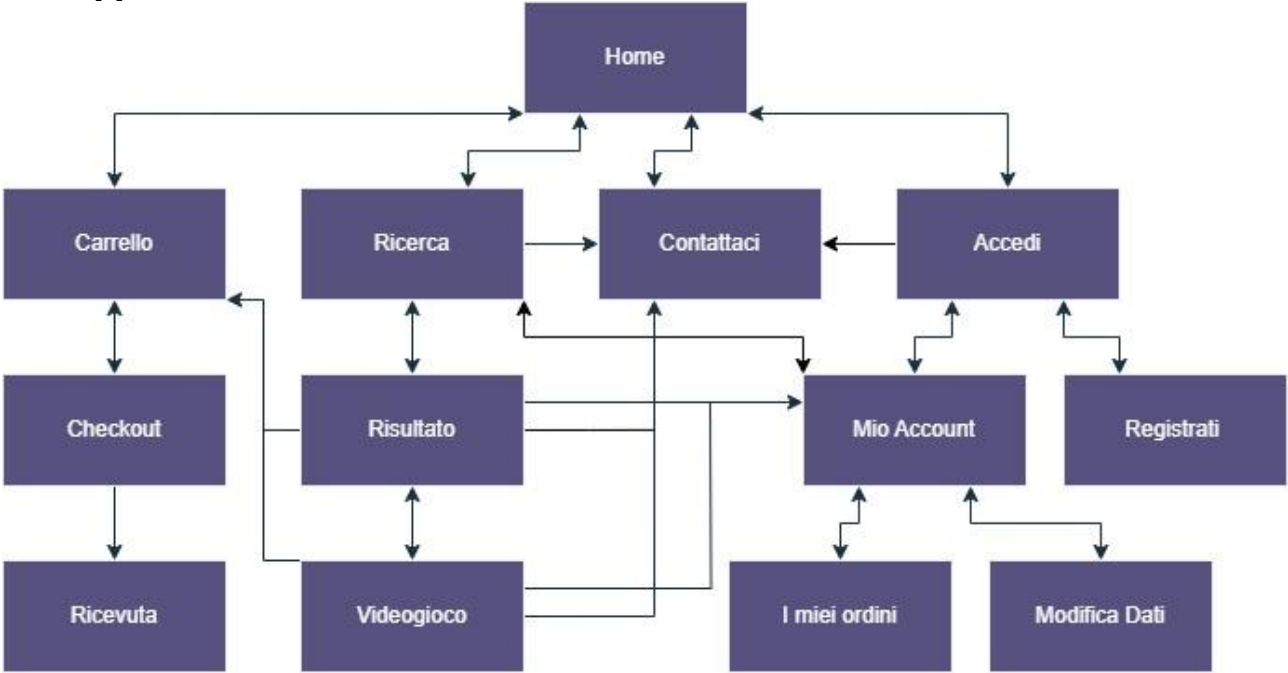 Home
Carrello
Ricerca
Contattaci
Accedi
Checkout
Risultato
Mio Account
Registrati
Ricevuta
Videogioco
I miei ordini
Modifica Dati